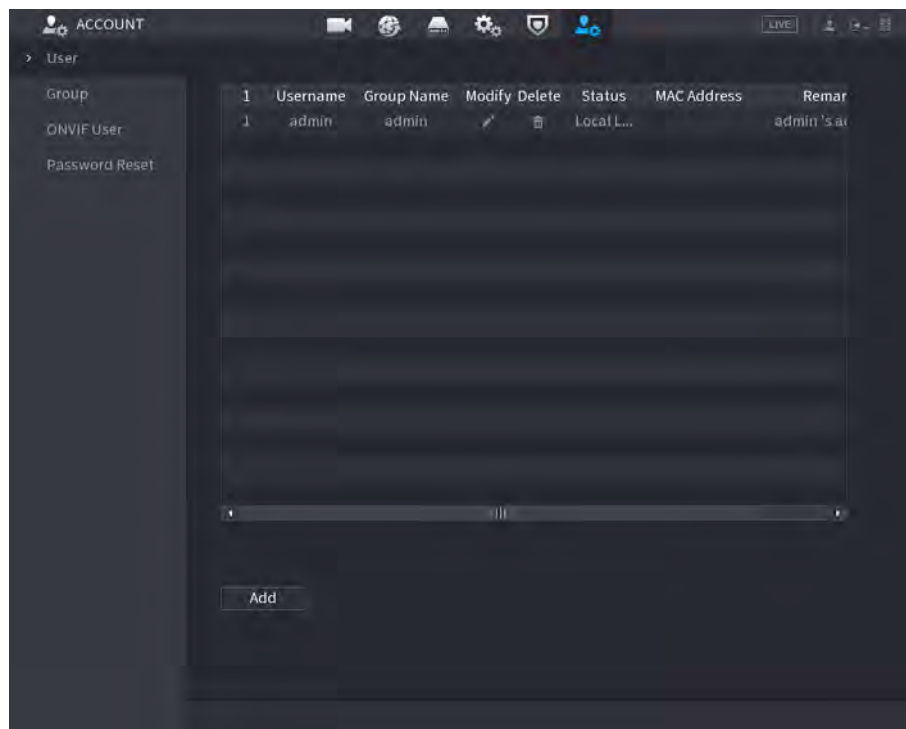 ACCOUNT LIVE
User
Group
ONVIF User
Password Reset
1 Username Group Name Modify Delete Status MAC Address Remar
1 admin admin Local L... admin 's a
Add